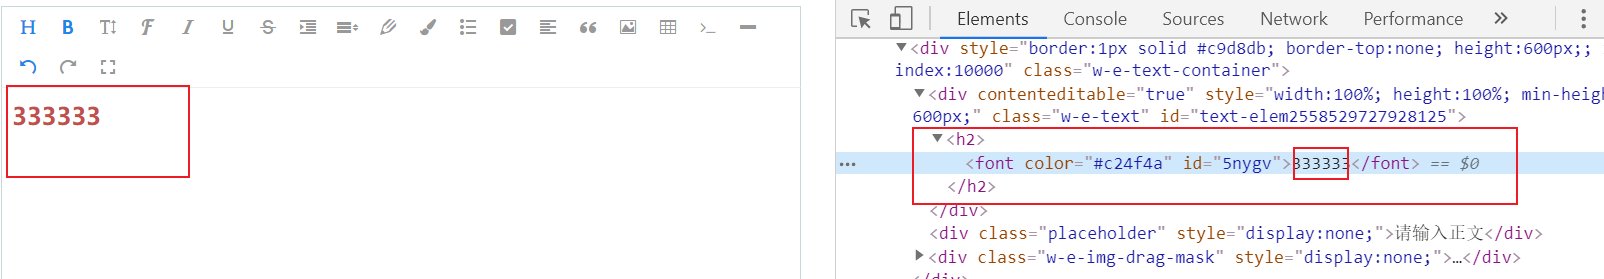 H B T F I U S
333333
Elements Console Sources Network Performance »
▼<div style="border:1px solid #c9d8db; border-top:none; height:600px;;
index:10000" class="w-e-text-container">
▼<div contenteditable="true" style="width:100%; height:100%; min-heig
600px;" class="w-e-text" id="text-elem2558529727928125">
▼<h2>
… <font color="#c24f4a" id="5nygv">333333</font> == $0
</h2>
</div>
<div class="placeholder" style="display:none;">请输入正文</div>
▶<div class="w-e-img-drag-mask" style="display:none;">…</div>
</div>